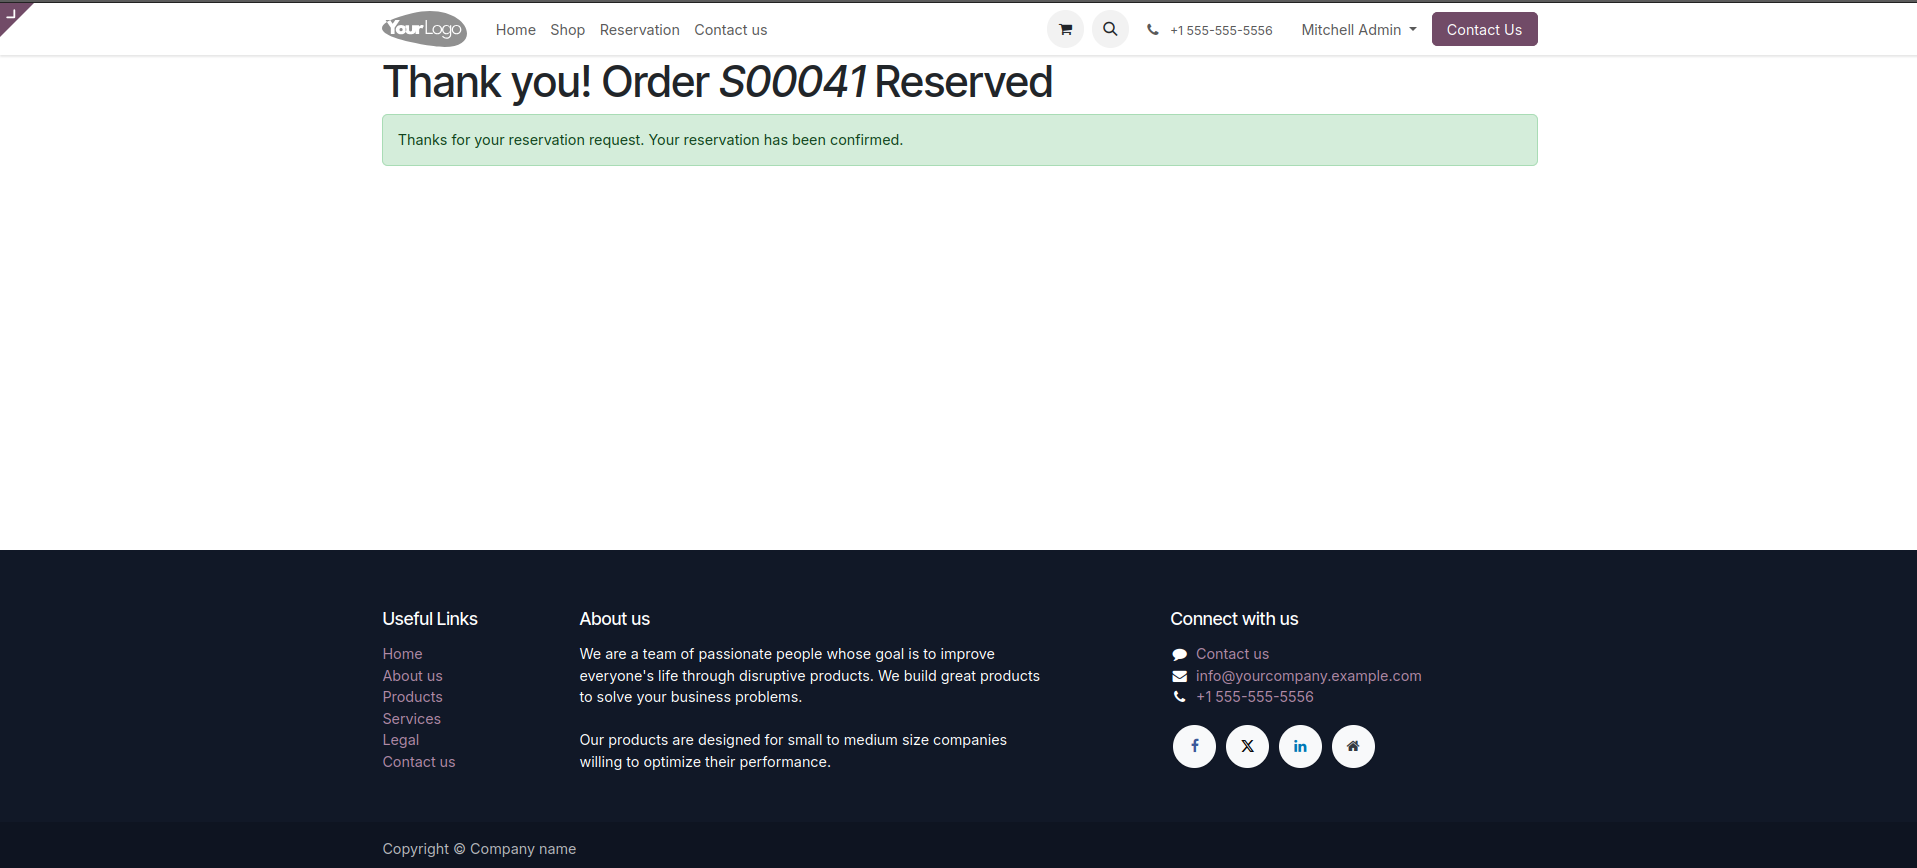 YourLogo
Home Shop Reservation Contact us
+1 555-555-5556
Mitchell Admin
Contact Us
Thank you! Order S00041 Reserved
Thanks for your reservation request. Your reservation has been confirmed.
Useful Links
Home
About us
Products
Services
Legal
Contact us
About us
We are a team of passionate people whose goal is to improve
everyone's life through disruptive products. We build great products
to solve your business problems.
Our products are designed for small to medium size companies
willing to optimize their performance.
Connect with us
Contact us
info@yourcompany.example.com
+1 555-555-5556
Copyright © Company name